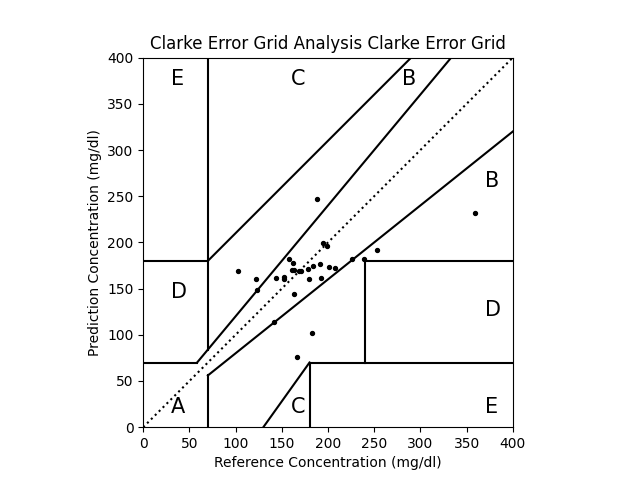 Clarke Error Grid Analysis Clarke Error Grid
400
350
300
250
200
150
100
50
0
Prediction Concentration (mg/dl)
E
C
B
B
D
D
A
C
E
0 50 100 150 200 250 300 350 400
Reference Concentration (mg/dl)